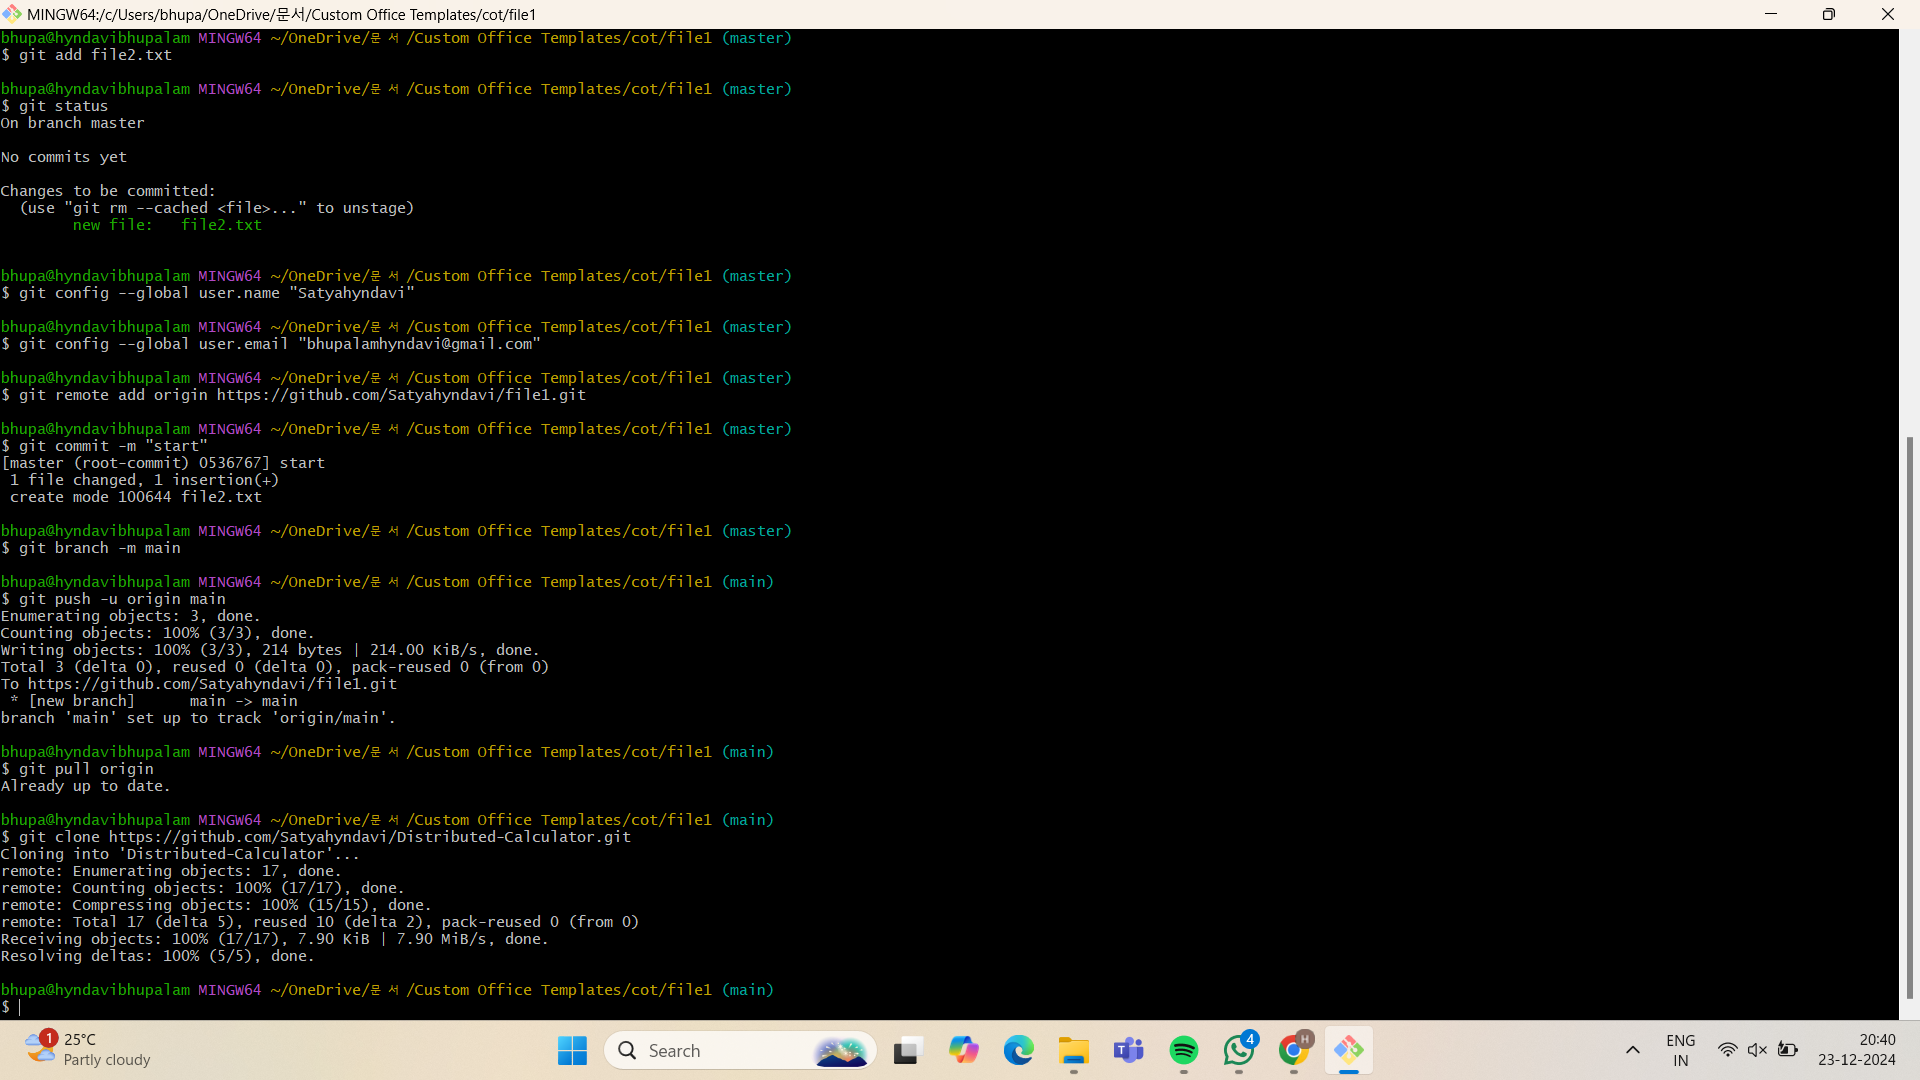 MINGW64:/c/Users/bhupa/OneDrive/문서/Custom Office Templates/cot/file1
bhupa@hyndavibhupalam MINGW64 ~/OneDrive/문서/Custom Office Templates/cot/file1 (master)
$ git add file2.txt
bhupa@hyndavibhupalam MINGW64 ~/OneDrive/문서/Custom Office Templates/cot/file1 (master)
$ git status
On branch master
No commits yet
Changes to be committed:
(use "git rm --cached <file>..." to unstage)
new file: file2.txt
bhupa@hyndavibhupalam MINGW64 ~/OneDrive/문서/Custom Office Templates/cot/file1 (master)
$ git config --global user.name "Satyahyndavi"
bhupa@hyndavibhupalam MINGW64 ~/OneDrive/문서/Custom Office Templates/cot/file1 (master)
$ git config --global user.email "bhupalamhyndavi@gmail.com"
bhupa@hyndavibhupalam MINGW64 ~/OneDrive/문서/Custom Office Templates/cot/file1 (master)
$ git remote add origin https://github.com/Satyahyndavi/file1.git
bhupa@hyndavibhupalam MINGW64 ~/OneDrive/문서/Custom Office Templates/cot/file1 (master)
$ git commit -m "start"
[master (root-commit) 0536767] start
1 file changed, 1 insertion(+)
create mode 100644 file2.txt
bhupa@hyndavibhupalam MINGW64 ~/OneDrive/문서/Custom Office Templates/cot/file1 (master)
$ git branch -m main
bhupa@hyndavibhupalam MINGW64 ~/OneDrive/문서/Custom Office Templates/cot/file1 (main)
$ git push -u origin main
Enumerating objects: 3, done.
Counting objects: 100% (3/3), done.
Writing objects: 100% (3/3), 214 bytes | 214.00 KiB/s, done.
Total 3 (delta 0), reused 0 (delta 0), pack-reused 0 (from 0)
To https://github.com/Satyahyndavi/file1.git
* [new branch] main -> main
branch 'main' set up to track 'origin/main'.
bhupa@hyndavibhupalam MINGW64 ~/OneDrive/문서/Custom Office Templates/cot/file1 (main)
$ git pull origin
Already up to date.
bhupa@hyndavibhupalam MINGW64 ~/OneDrive/문서/Custom Office Templates/cot/file1 (main)
$ git clone https://github.com/Satyahyndavi/Distributed-Calculator.git
Cloning into 'Distributed-Calculator'...
remote: Enumerating objects: 17, done.
remote: Counting objects: 100% (17/17), done.
remote: Compressing objects: 100% (15/15), done.
remote: Total 17 (delta 5), reused 10 (delta 2), pack-reused 0 (from 0)
Receiving objects: 100% (17/17), 7.90 KiB | 7.90 MiB/s, done.
Resolving deltas: 100% (5/5), done.
bhupa@hyndavibhupalam MINGW64 ~/OneDrive/문서/Custom Office Templates/cot/file1 (main)
$
1
25°C
Partly cloudy
Search
4
H
ENG
IN
20:40
23-12-2024